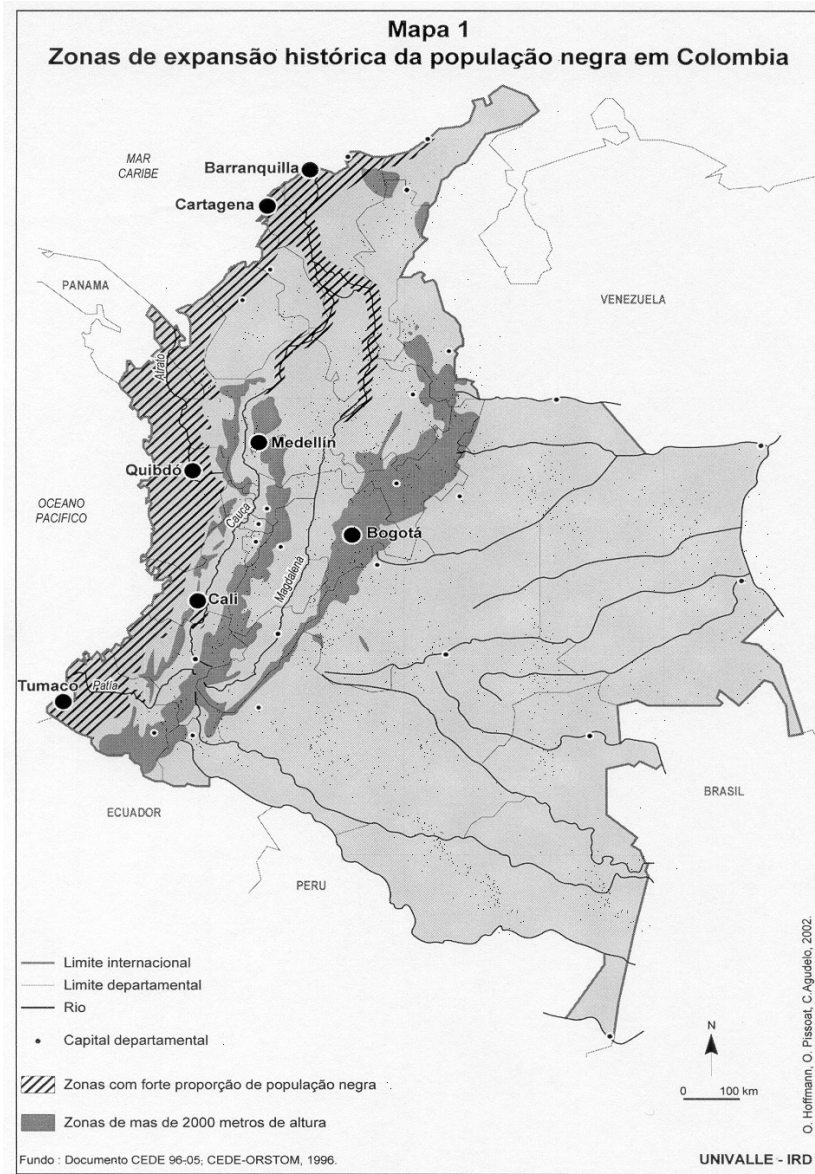 Mapa 1
Zonas de expansão histórica da população negra em Colombia
MAR
CARIBE
Barranquilla
Cartagena
PANAMA
VENEZUELA
Atrato
Medellín
Quibdó
OCEANO
PACIFICO
Cauca
Bogotá
Magdalena
Cali
Tumaco
Patia
ECUADOR
BRASIL
PERU
Limite internacional
Limite departamental
Rio
Capital departamental
Zonas com forte proporção de população negra
Zonas de mas de 2000 metros de altura
N
0 100 km
O. Hoffmann, O. Pissoat, C.Agudelo, 2002.
Fundo : Documento CEDE 96-05; CEDE-ORSTOM, 1996.
UNIVALLE - IRD